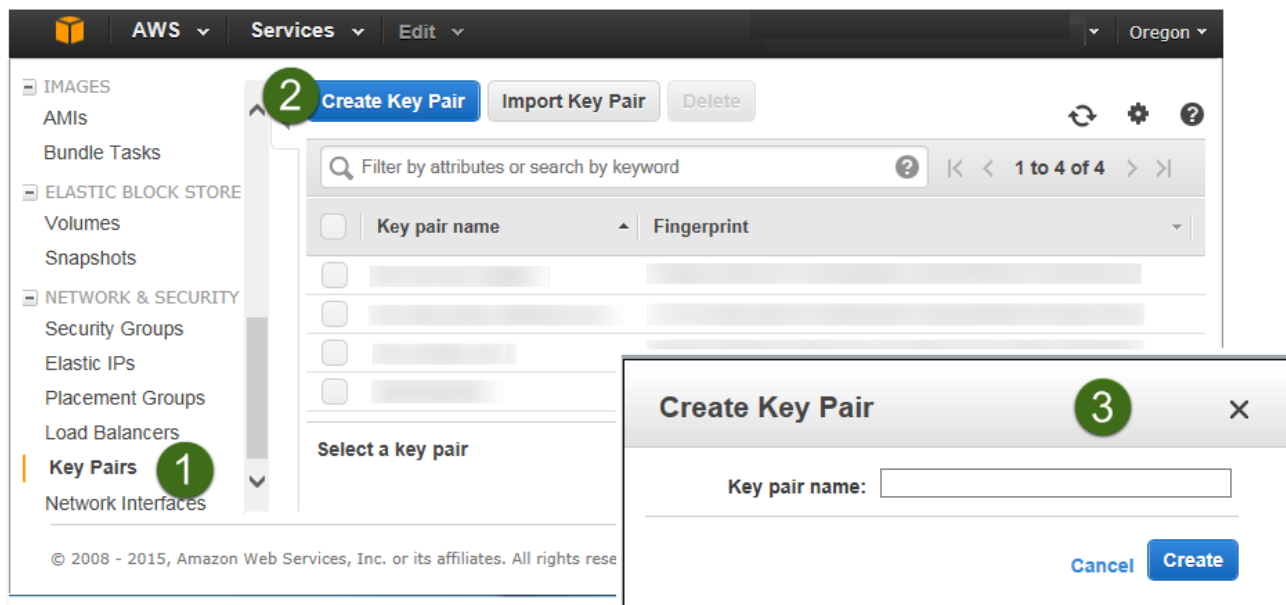 AWS Services Edit Oregon
IMAGES
AMIs
Bundle Tasks
ELASTIC BLOCK STORE
Volumes
Snapshots
NETWORK & SECURITY
Security Groups
Elastic IPs
Placement Groups
Load Balancers
Key Pairs 1
Network Interfaces
2 Create Key Pair Import Key Pair Delete
Filter by attributes or search by keyword ? 1 to 4 of 4
Key pair name Fingerprint
Select a key pair
© 2008 - 2015, Amazon Web Services, Inc. or its affiliates. All rights rese
Create Key Pair 3
Key pair name:
Cancel Create